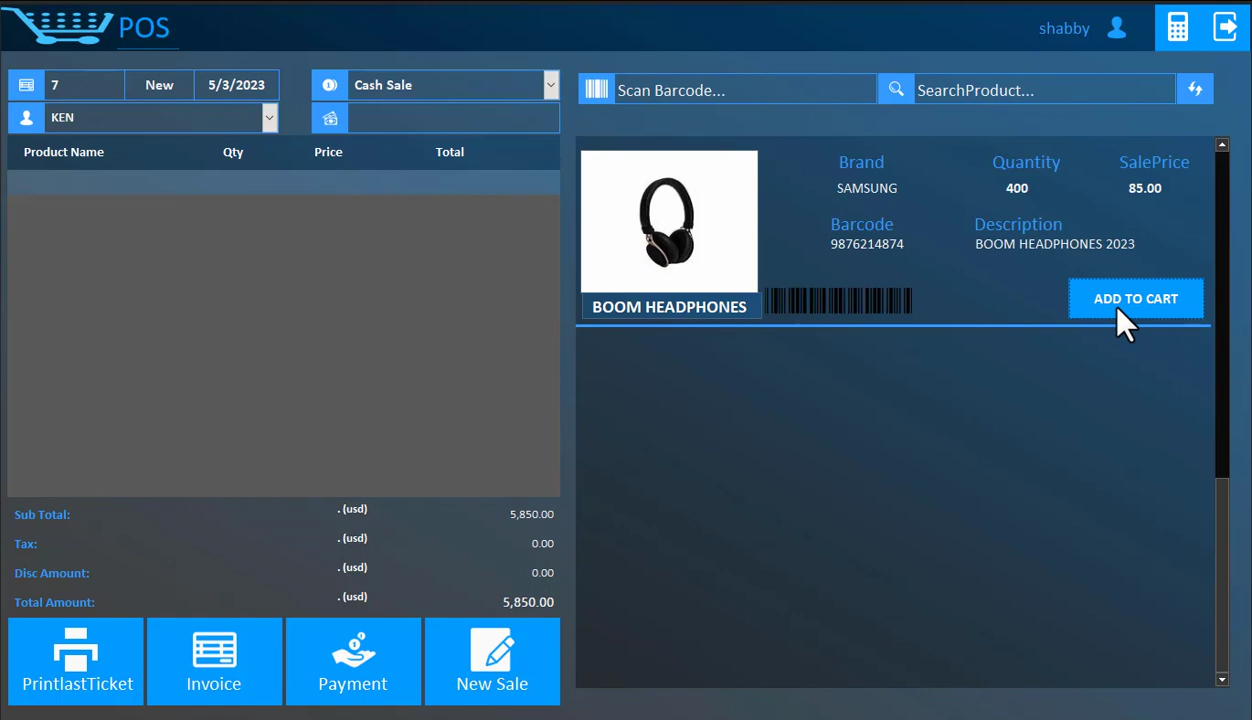 POS
shabby
7 New 5/3/2023 Cash Sale
KEN
Scan Barcode... SearchProduct...
Product Name Qty Price Total
Brand Quantity SalePrice
SAMSUNG 400 85.00
Barcode Description
9876214874 BOOM HEADPHONES 2023
BOOM HEADPHONES
ADD TO CART
Sub Total: . (usd) 5,850.00
Tax: . (usd) 0.00
Disc Amount: . (usd) 0.00
Total Amount: . (usd) 5,850.00
PrintlastTicket Invoice Payment New Sale